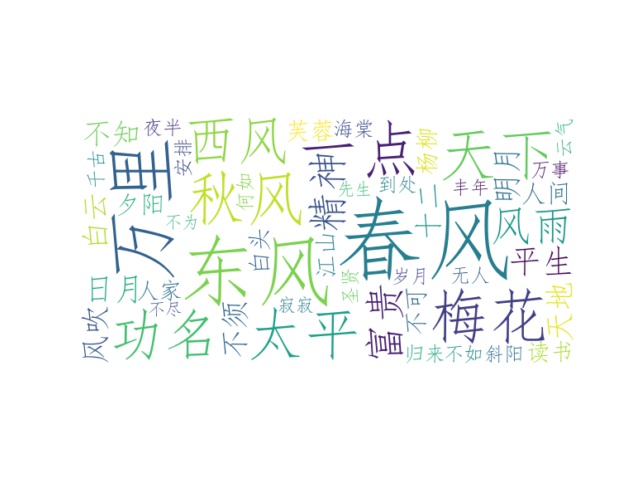 不知
夜半
西风
芙蓉
海棠
一点
杨柳
天下
云气
千古
万里
安排
秋风
何如
精神
先生
到处
十二
丰年
明月
万事
人间
白云
夕阳
不为
东风
白头
江山
春风
风雨
平生
日月
人家
不尽
寂寂
圣贤
岁月
无人
风吹
功名
不须
太平
富贵
不可
梅花
天地
归来
不如
斜阳
读书